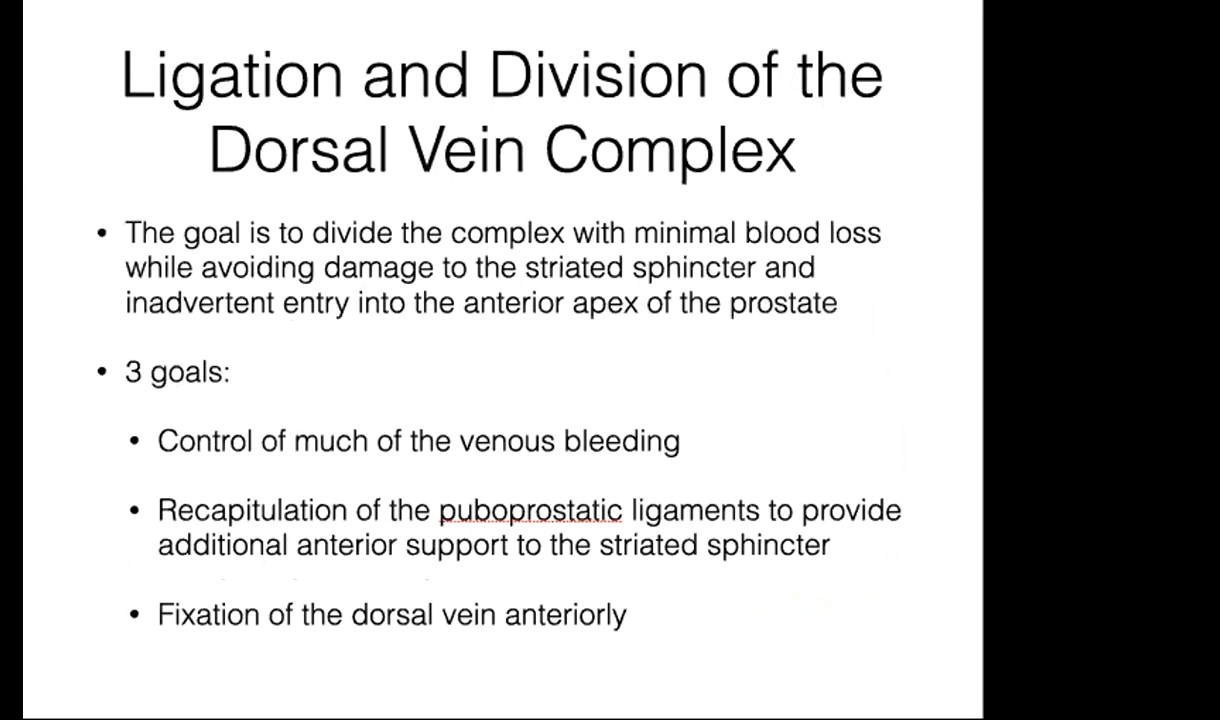 Ligation and Division of the
Dorsal Vein Complex
• The goal is to divide the complex with minimal blood loss
while avoiding damage to the striated sphincter and
inadvertent entry into the anterior apex of the prostate
• 3 goals:
• Control of much of the venous bleeding
• Recapitulation of the puboprostatic ligaments to provide
additional anterior support to the striated sphincter
• Fixation of the dorsal vein anteriorly